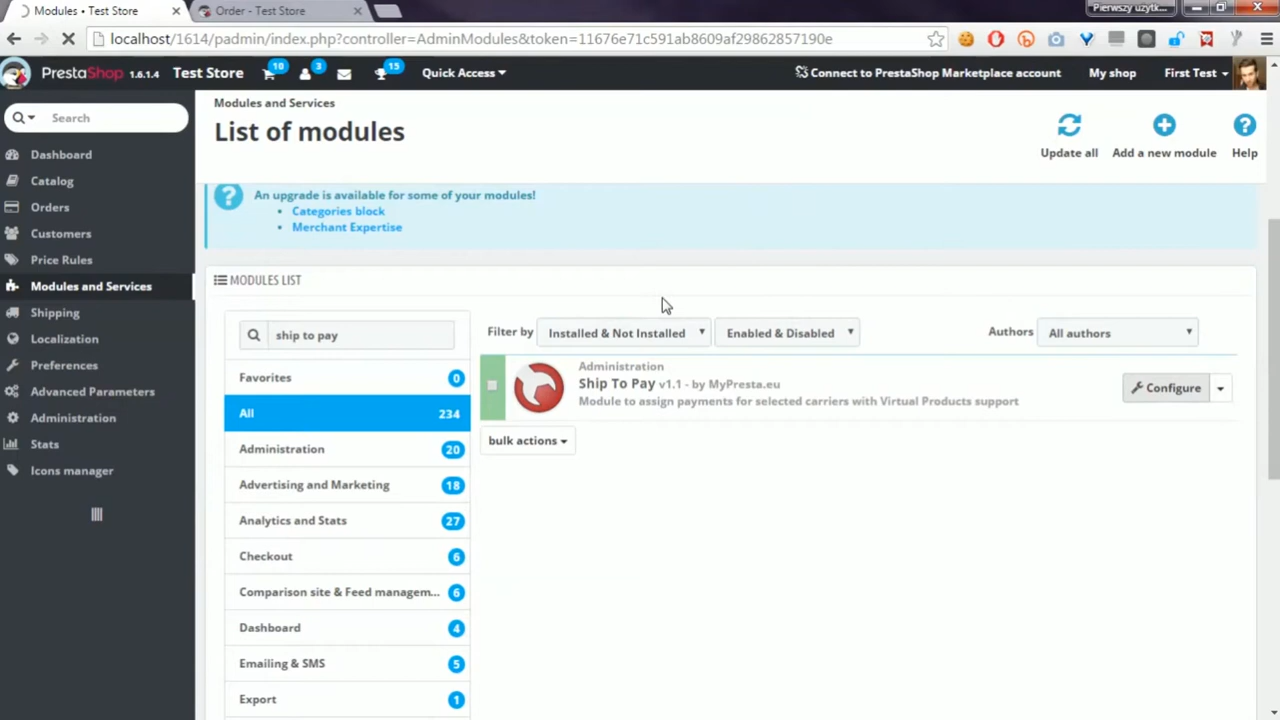 Modules • Test Store
Order - Test Store
Pierwszy użytk...
localhost/1614/padmin/index.php?controller=AdminModules&token=11676e71c591ab8609af29862857190e
PrestaShop 1.6.1.4 Test Store 10 3 15 Quick Access
Connect to PrestaShop Marketplace account My shop First Test
Search
Dashboard
Catalog
Orders
Customers
Price Rules
Modules and Services
Shipping
Localization
Preferences
Advanced Parameters
Administration
Stats
Icons manager
Modules and Services
List of modules
Update all
Add a new module
Help
An upgrade is available for some of your modules!
• Categories block
• Merchant Expertise
MODULES LIST
ship to pay
Favorites 0
All 234
Administration 20
Advertising and Marketing 18
Analytics and Stats 27
Checkout 6
Comparison site & Feed managem... 6
Dashboard 4
Emailing & SMS 5
Export 1
Filter by Installed & Not Installed Enabled & Disabled Authors All authors
Administration
Ship To Pay v1.1 - by MyPresta.eu
Module to assign payments for selected carriers with Virtual Products support
Configure
bulk actions